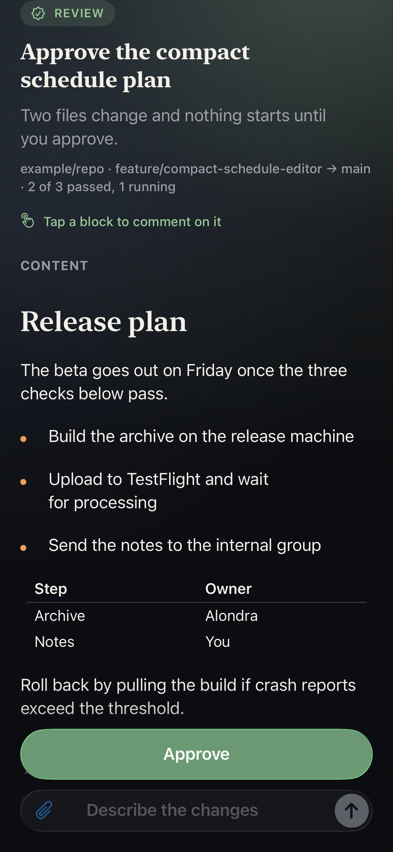 REVIEW
Approve the compact
schedule plan
Two files change and nothing starts until
you approve.
example/repo · feature/compact-schedule-editor → main
· 2 of 3 passed, 1 running
Tap a block to comment on it
CONTENT
Release plan
The beta goes out on Friday once the three
checks below pass.
Build the archive on the release machine
Upload to TestFlight and wait
for processing
Send the notes to the internal group
Step Owner
Archive Alondra
Notes You
Roll back by pulling the build if crash reports
exceed the threshold.
Approve
Describe the changes